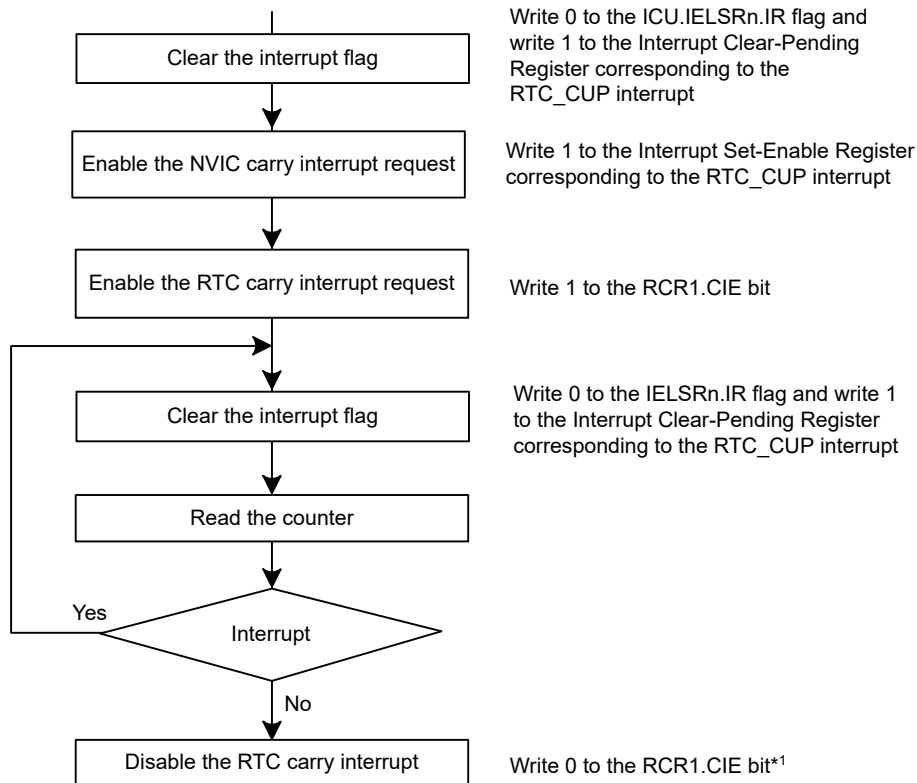 Write 0 to the ICU.IELSRn.IR flag and
write 1 to the Interrupt Clear-Pending
Register corresponding to the
RTC_CUP interrupt
Clear the interrupt flag
Enable the NVIC carry interrupt request
Write 1 to the Interrupt Set-Enable Register
corresponding to the RTC_CUP interrupt
Enable the RTC carry interrupt request
Write 1 to the RCR1.CIE bit
Clear the interrupt flag
Write 0 to the IELSRn.IR flag and write 1
to the Interrupt Clear-Pending Register
corresponding to the RTC_CUP interrupt
Read the counter
Yes
Interrupt
No
Disable the RTC carry interrupt
Write 0 to the RCR1.CIE bit*1